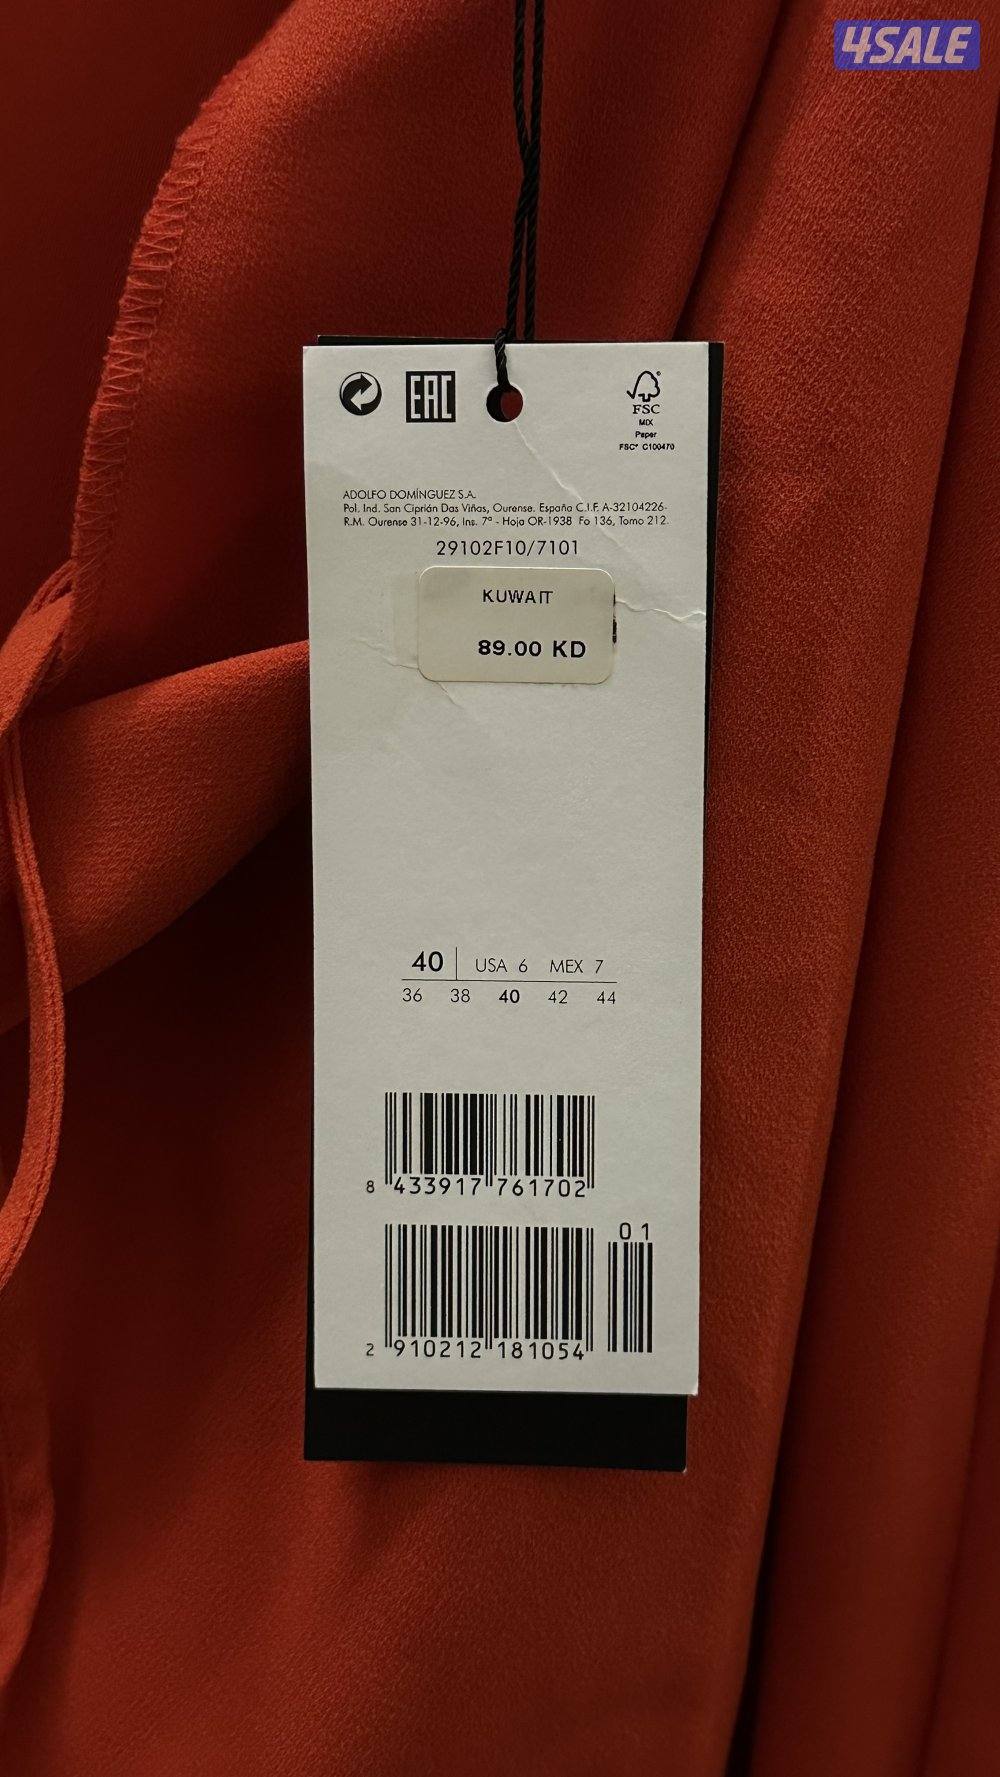 4SALE
EAC
FSC
MIX
Paper
FSC® C100470
ADOLFO DOMÍNGUEZ S.A.
Pol. Ind. San Ciprián Das Viñas, Ourense. España C.I.F. A-32104226-
R.M. Ourense 31-12-96, Ins. 7ª - Hoja OR-1938 Fo 136, Tomo 212.
29102F10/7101
KUWAIT
89.00 KD
40 USA 6 MEX 7
36 38 40 42 44
8 433917 761702
01
2 910212 181054